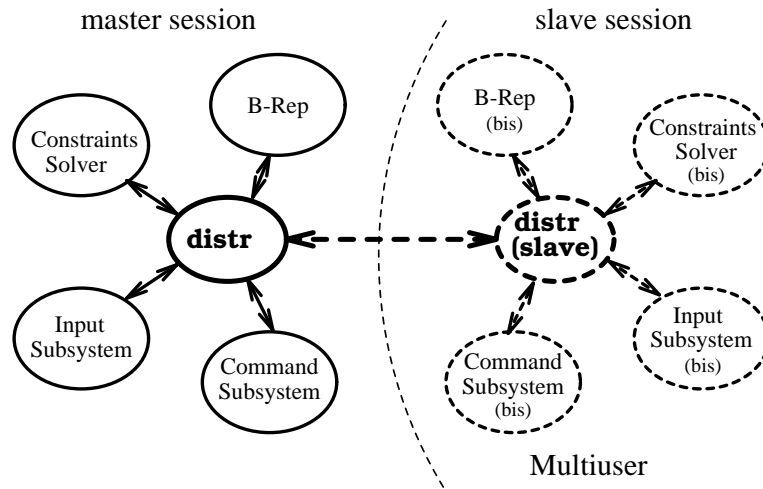 master session
slave session
B-Rep
Constraints
Solver
distr
Input
Subsystem
Command
Subsystem
B-Rep
(bis)
Constraints
Solver
(bis)
distr
(slave)
Input
Subsystem
(bis)
Command
Subsystem
(bis)
Multiuser